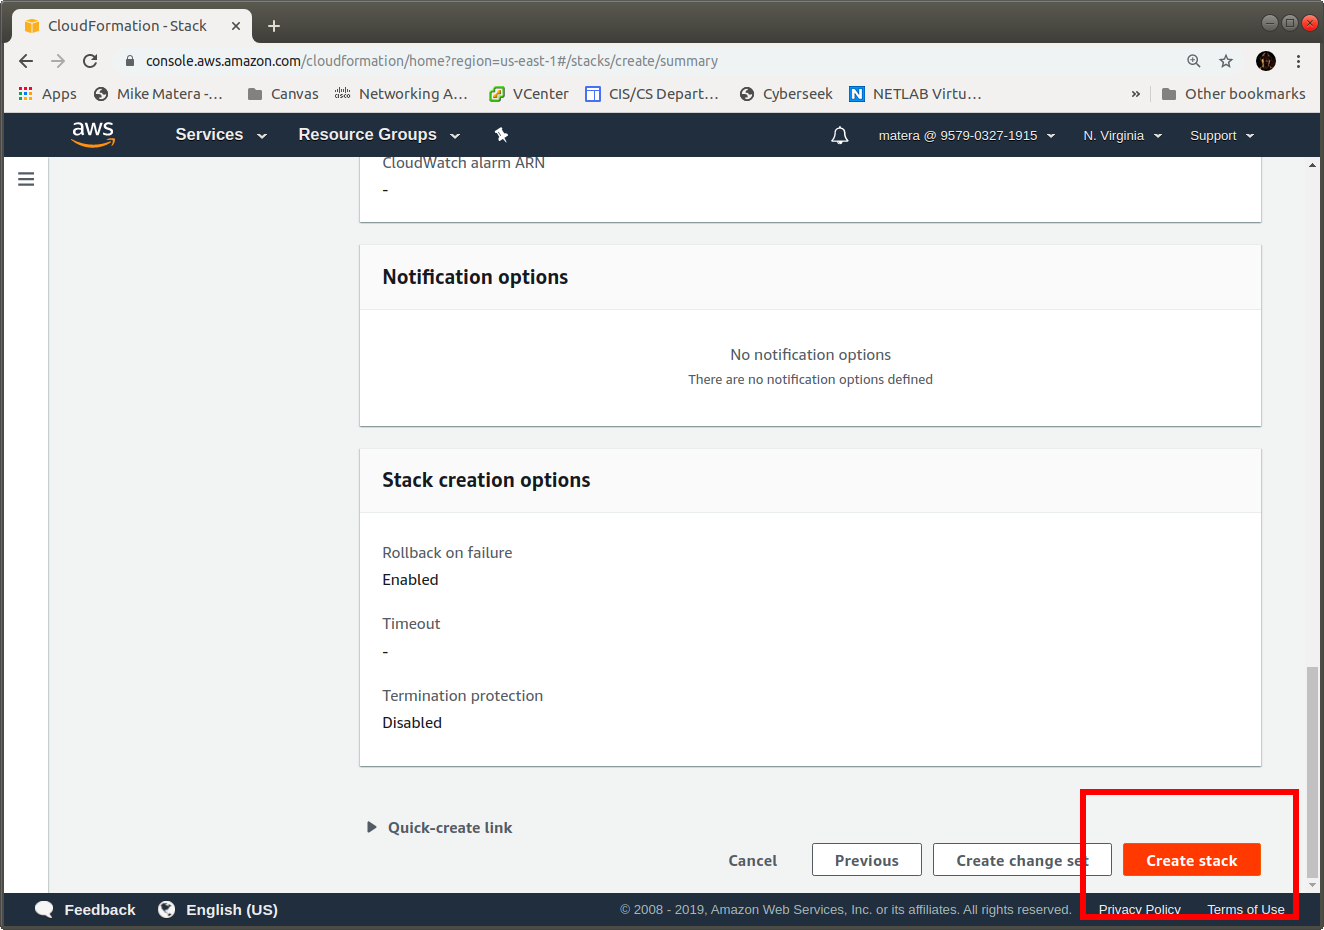 CloudFormation - Stack
console.aws.amazon.com/cloudformation/home?region=us-east-1#/stacks/create/summary
Apps Mike Matera -... Canvas Networking A... VCenter CIS/CS Depart... Cyberseek NETLAB Virtu... » Other bookmarks
aws Services Resource Groups matera @ 9579-0327-1915 N. Virginia Support
CloudWatch alarm ARN
-
Notification options
No notification options
There are no notification options defined
Stack creation options
Rollback on failure
Enabled
Timeout
-
Termination protection
Disabled
Quick-create link
Cancel Previous Create change set Create stack
Feedback English (US) © 2008 - 2019, Amazon Web Services, Inc. or its affiliates. All rights reserved. Privacy Policy Terms of Use